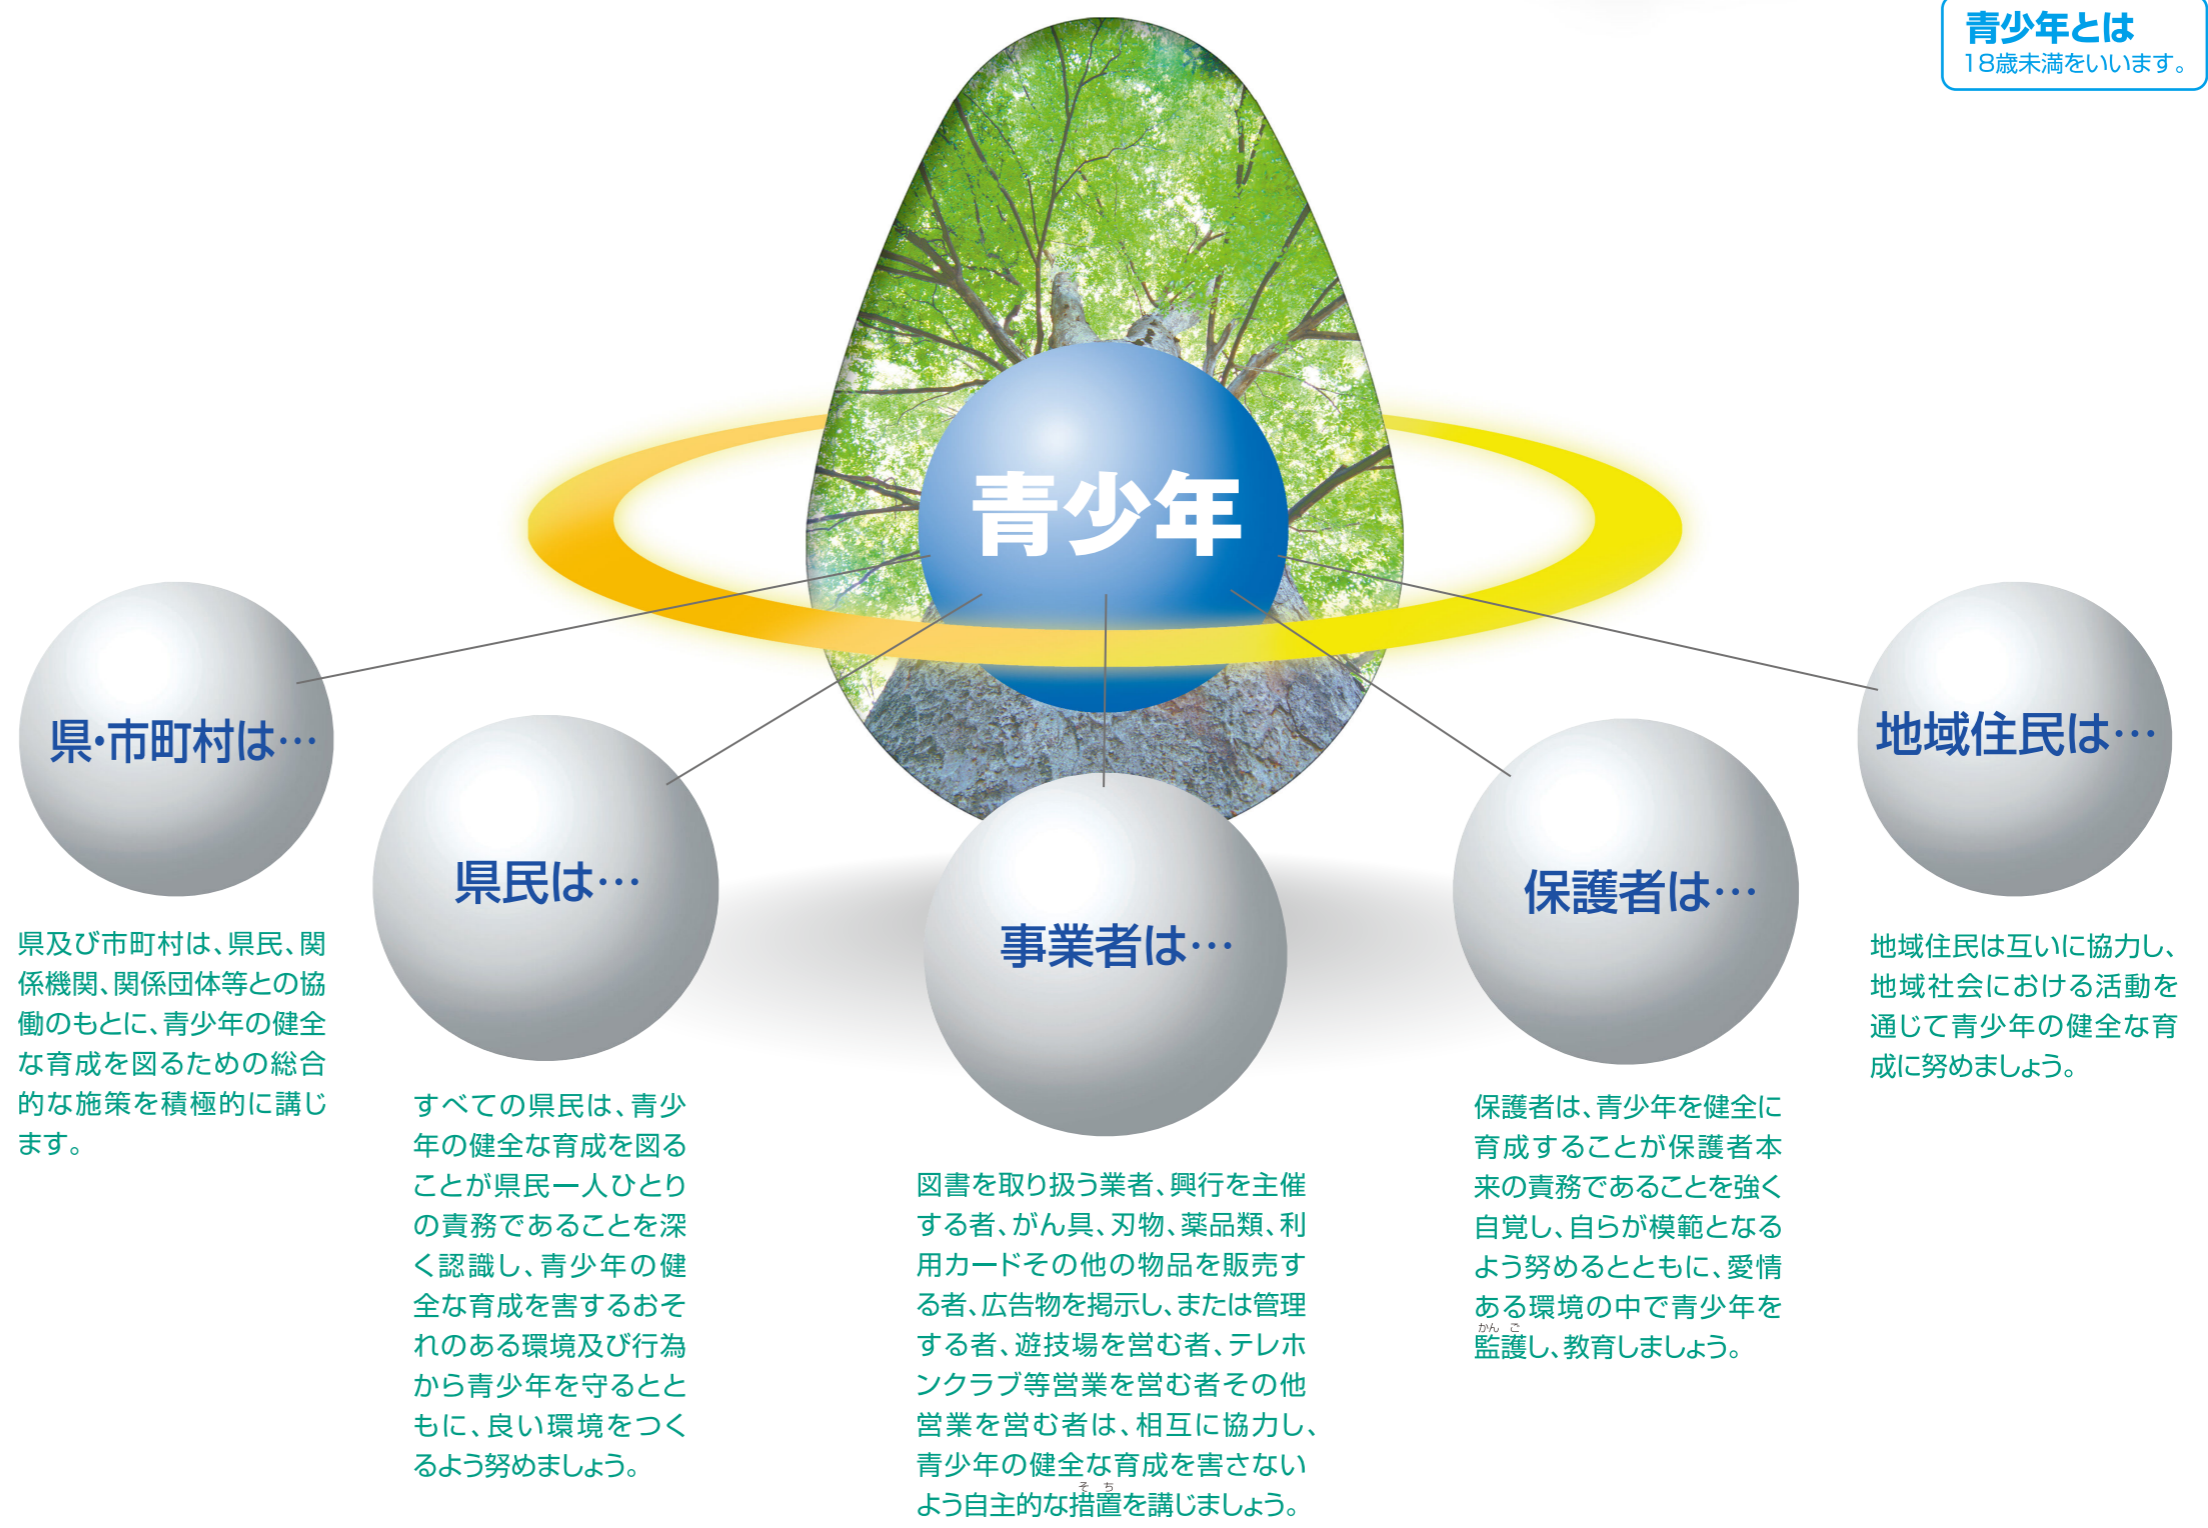 青少年とは
18歳未満をいいます。
青少年
県・市町村は…
県及び市町村は、県民、関
係機関、関係団体等との協
働のもとに、青少年の健全
な育成を図るための総合
的な施策を積極的に講じ
ます。
県民は…
すべての県民は、青少
年の健全な育成を図る
ことが県民一人ひとり
の責務であることを深
く認識し、青少年の健
全な育成を害するおそ
れのある環境及び行為
から青少年を守るとと
もに、良い環境をつく
るよう努めましょう。
事業者は…
図書を取り扱う業者、興行を主催
する者、がん具、刃物、薬品類、利
用カードその他の物品を販売す
る者、広告物を掲示し、または管理
する者、遊技場を営む者、テレホ
ンクラブ等営業を営む者その他
営業を営む者は、相互に協力し、
青少年の健全な育成を害さない
そち
よう自主的な措置を講じましょう。
保護者は…
保護者は、青少年を健全に
育成することが保護者本
来の責務であることを強く
自覚し、自らが模範となる
よう努めるとともに、愛情
ある環境の中で青少年を
かんご
監護し、教育しましょう。
地域住民は…
地域住民は互いに協力し、
地域社会における活動を
通じて青少年の健全な育
成に努めましょう。